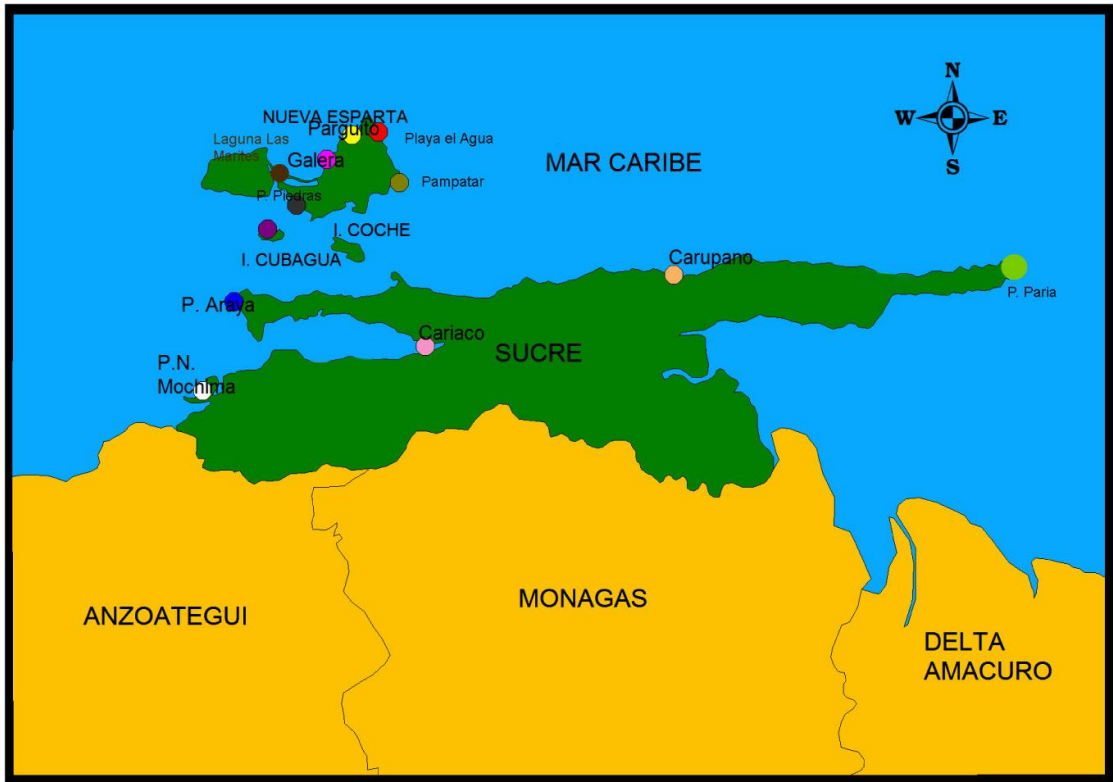 N
W
E
S
NUEVA ESPARTA
Parguito
Playa el Agua
Laguna Las
Marites
Galera
MAR CARIBE
Pampatar
P. Piedras
I. COCHE
I. CUBAGUA
Carupano
P. Paria
P. Araya
Cariaco
SUCRE
P.N.
Mochima
ANZOATEGUI
MONAGAS
DELTA
AMACURO